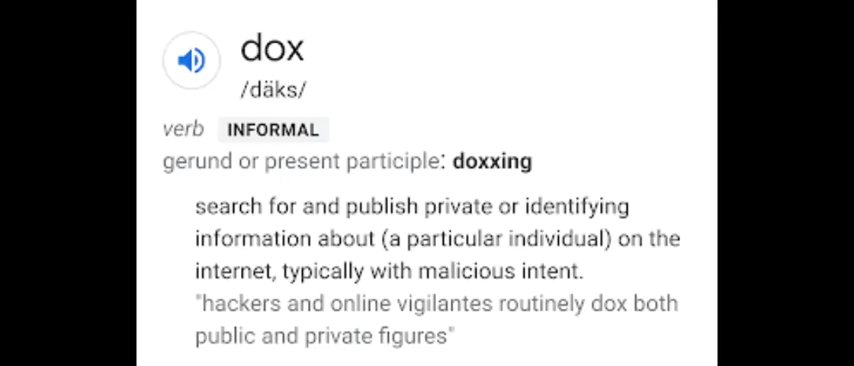 dox
/däks/
verb INFORMAL
gerund or present participle: doxxing
search for and publish private or identifying
information about (a particular individual) on the
internet, typically with malicious intent.
"hackers and online vigilantes routinely dox both
public and private figures"